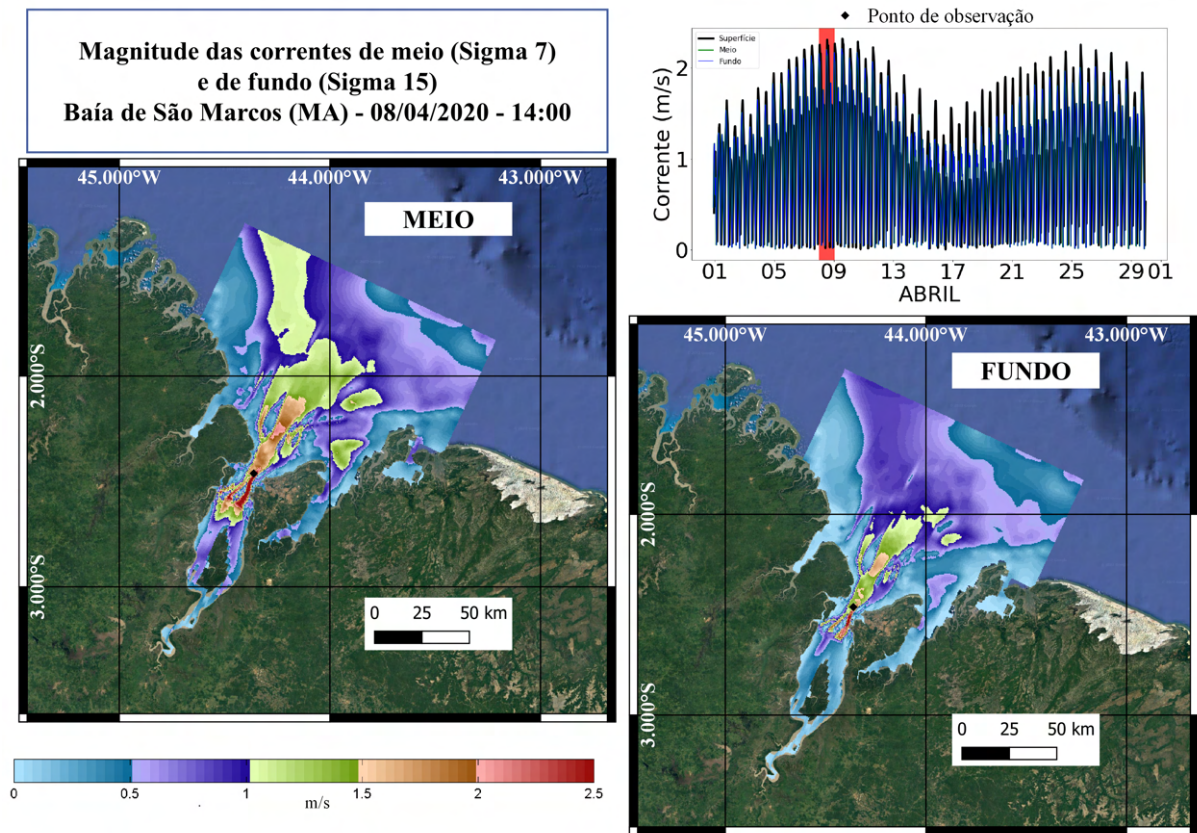 Magnitude das correntes de meio (Sigma 7)
e de fundo (Sigma 15)
Baía de São Marcos (MA) - 08/04/2020 - 14:00
Ponto de observação
Superfície
Meio
Fundo
Corrente (m/s)
2
1
0
01 05 09 13 17 21 25 29 01
ABRIL
45.000°W 44.000°W 43.000°W
MEIO
2.000°S
3.000°S
0 25 50 km
45.000°W 44.000°W 43.000°W
FUNDO
2.000°S
3.000°S
0 25 50 km
0 0.5 1 1.5 2 2.5
m/s